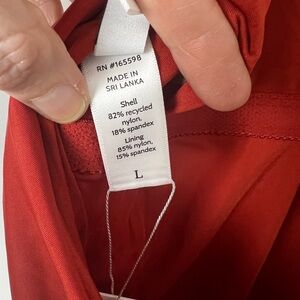 RN #165598
MADE IN
SRI LANKA
Shell
82% recycled
nylon,
18% spandex
Lining
85% nylon,
15% spandex
L